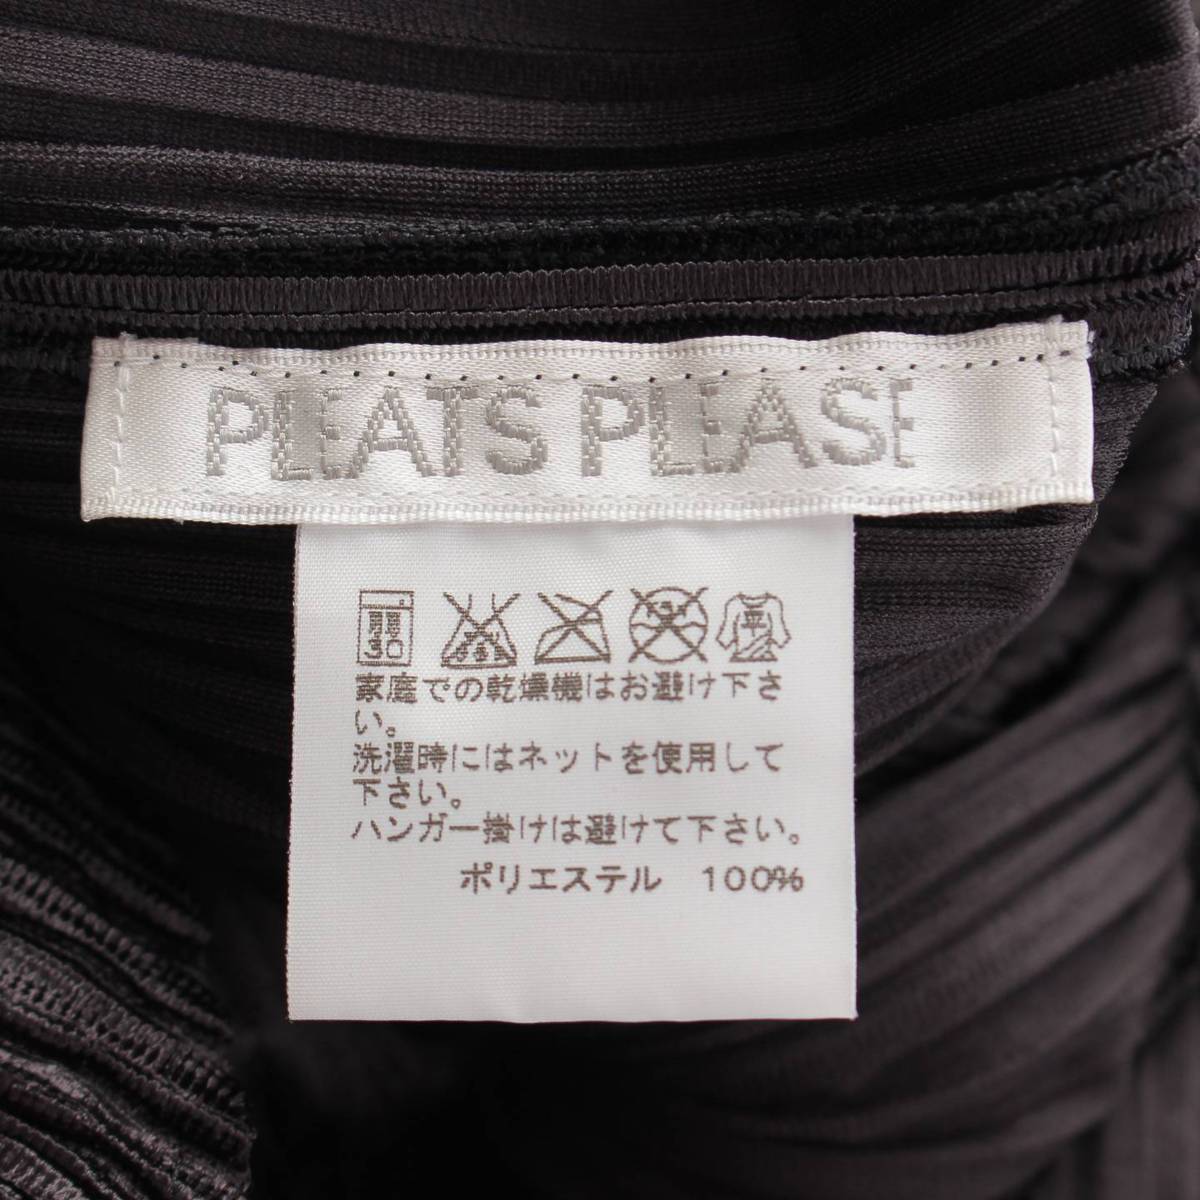 PLEATS PLEASE
弱
30
平
家庭での乾燥機はお避け下さ
い。
洗濯時にはネットを使用して
下さい。
ハンガー掛けは避けて下さい。
ポリエステル 100%